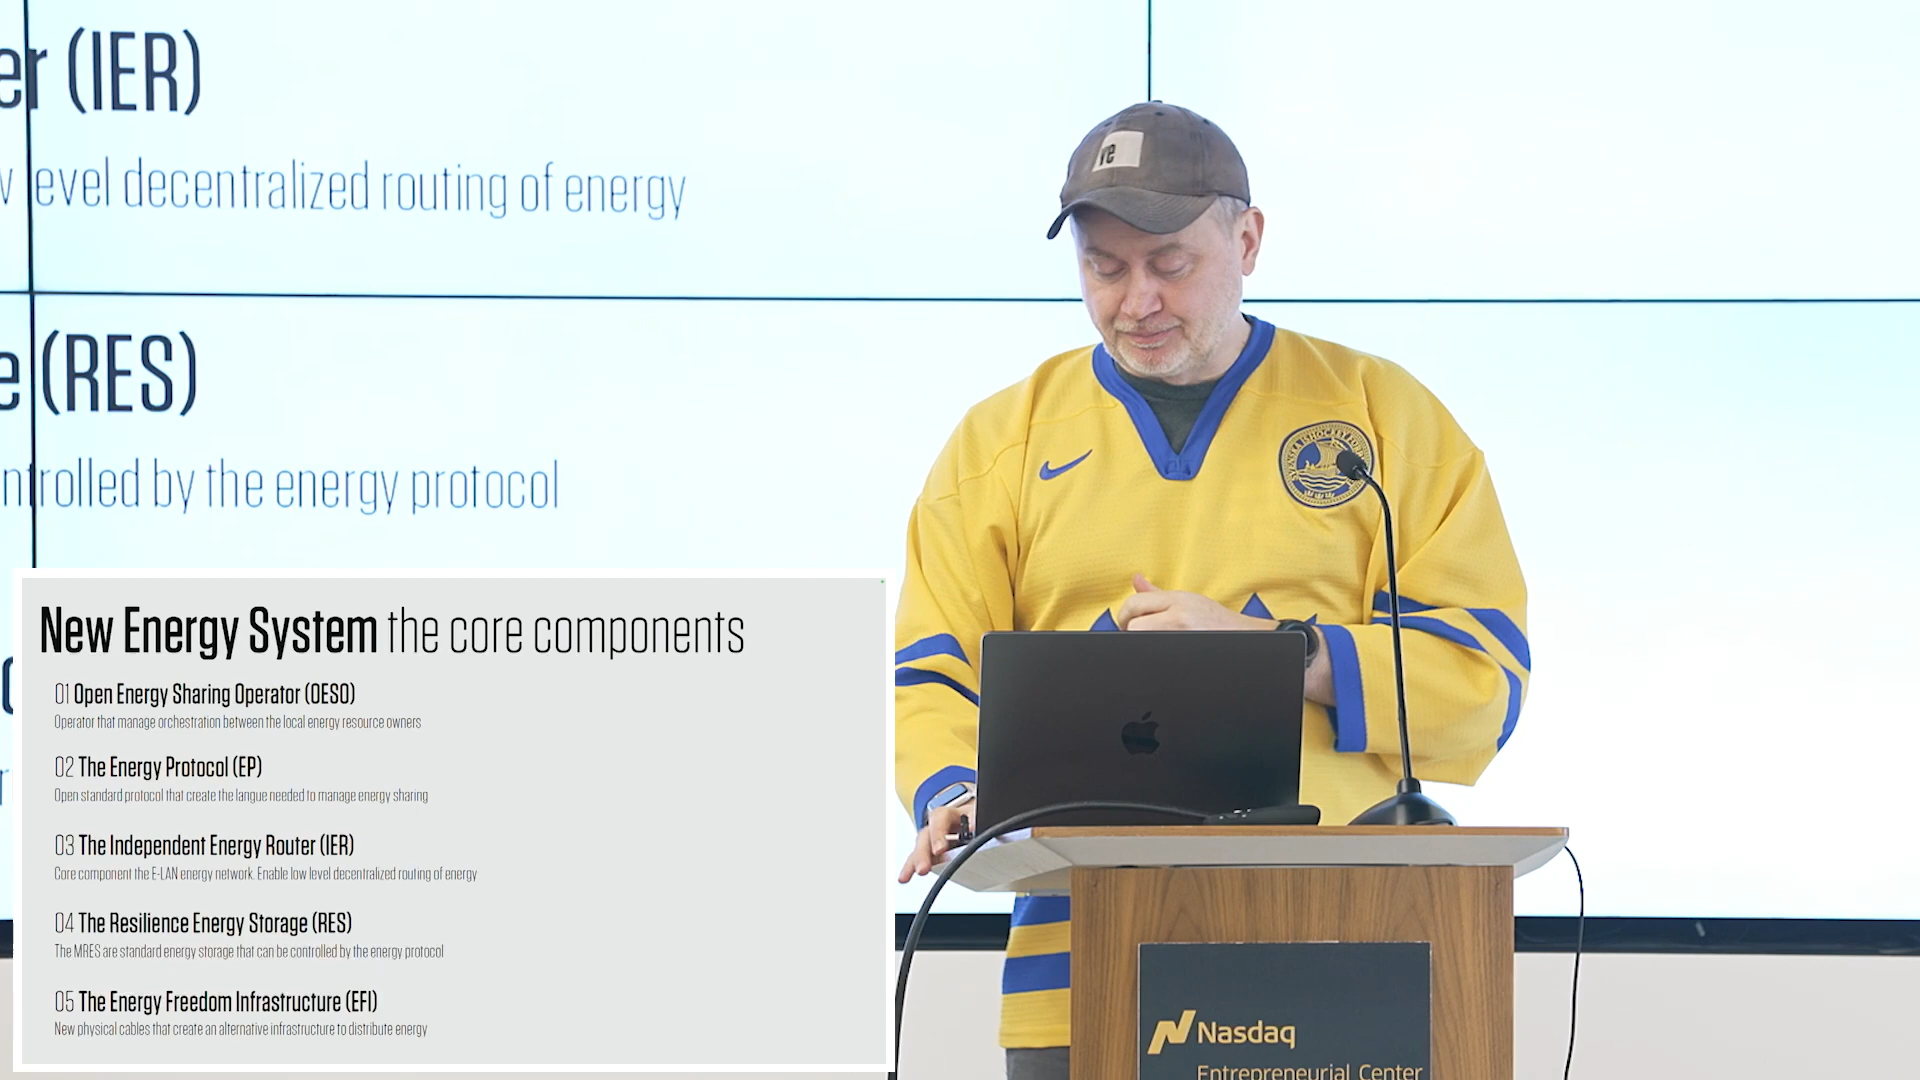 er (IER)
level decentralized routing of energy
e (RES)
ntrolled by the energy protocol
ve
SVENSKA ISHOCKEY
New Energy System the core components
01 Open Energy Sharing Operator (OESO)
Operator that manage orchestration between the local energy resource owners
02 The Energy Protocol (EP)
Open standard protocol that create the langue needed to manage energy sharing
03 The Independent Energy Router (IER)
Core component the E-LAN energy network. Enable low level decentralized routing of energy
04 The Resilience Energy Storage (RES)
The MRES are standard energy storage that can be controlled by the energy protocol
05 The Energy Freedom Infrastructure (EFI)
New physical cables that create an alternative infrastructure to distribute energy
Nasdaq
Entrepreneurial Center